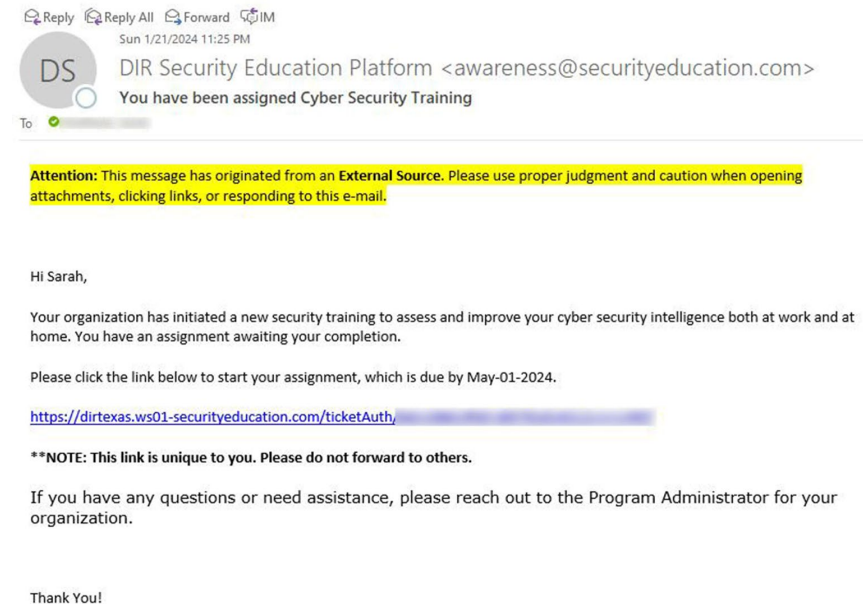 Reply Reply All Forward IM
Sun 1/21/2024 11:25 PM
DS
DIR Security Education Platform <awareness@securityeducation.com>
You have been assigned Cyber Security Training
To
Attention: This message has originated from an External Source. Please use proper judgment and caution when opening
attachments, clicking links, or responding to this e-mail.
Hi Sarah,
Your organization has initiated a new security training to assess and improve your cyber security intelligence both at work and at
home. You have an assignment awaiting your completion.
Please click the link below to start your assignment, which is due by May-01-2024.
https://dirtexas.ws01-securityeducation.com/ticketAuth/
**NOTE: This link is unique to you. Please do not forward to others.
If you have any questions or need assistance, please reach out to the Program Administrator for your
organization.
Thank You!